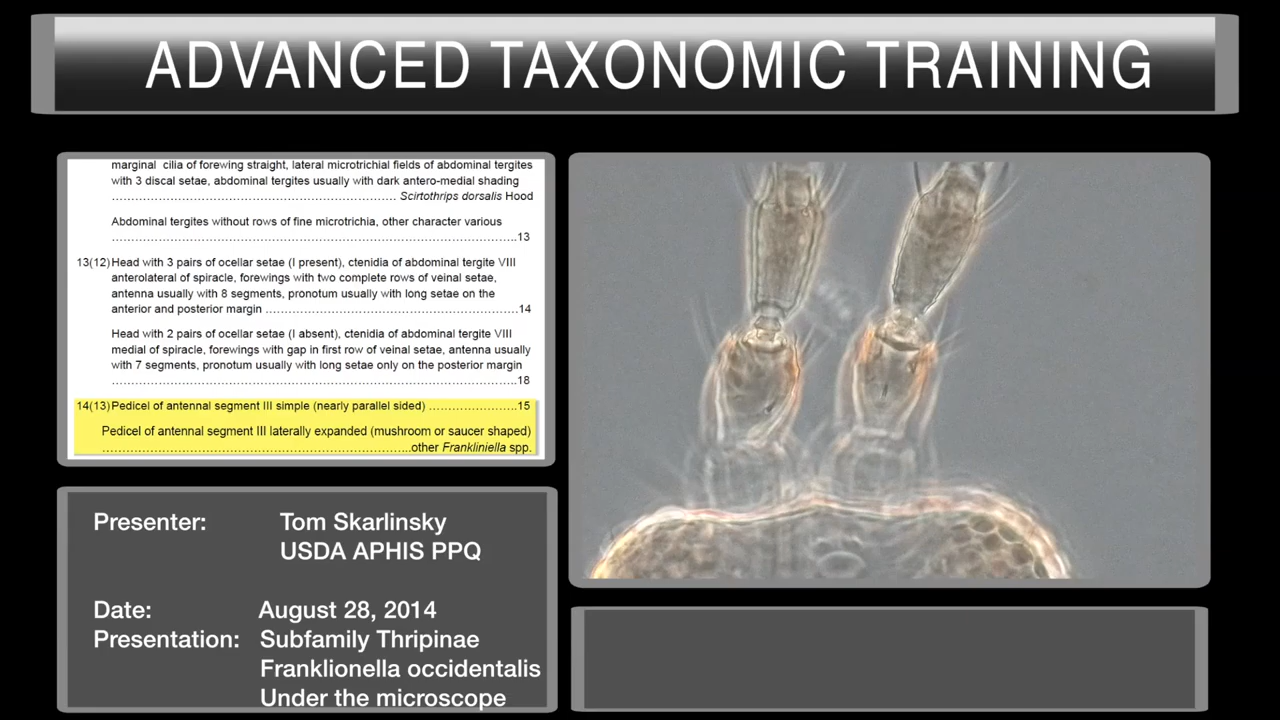 ADVANCED TAXONOMIC TRAINING
marginal cilia of forewing straight, lateral microtrichial fields of abdominal tergites
with 3 discal setae, abdominal tergites usually with dark antero-medial shading
........................................................................ Scirtothrips dorsalis Hood
Abdominal tergites without rows of fine microtrichia, other character various
..................................................................................................13
13(12)Head with 3 pairs of ocellar setae (I present), ctenidia of abdominal tergite VIII
anterolateral of spiracle, forewings with two complete rows of veinal setae,
antenna usually with 8 segments, pronotum usually with long setae on the
anterior and posterior margin ...............................................................14
Head with 2 pairs of ocellar setae (I absent), ctenidia of abdominal tergite VIII
medial of spiracle, forewings with gap in first row of veinal setae, antenna usually
with 7 segments, pronotum usually with long setae only on the posterior margin
..................................................................................................18
14(13)Pedicel of antennal segment III simple (nearly parallel sided) ......................15
Pedicel of antennal segment III laterally expanded (mushroom or saucer shaped)
...........................................................................other Frankliniella spp.
Presenter: Tom Skarlinsky
USDA APHIS PPQ
Date: August 28, 2014
Presentation: Subfamily Thripinae
Franklionella occidentalis
Under the microscope